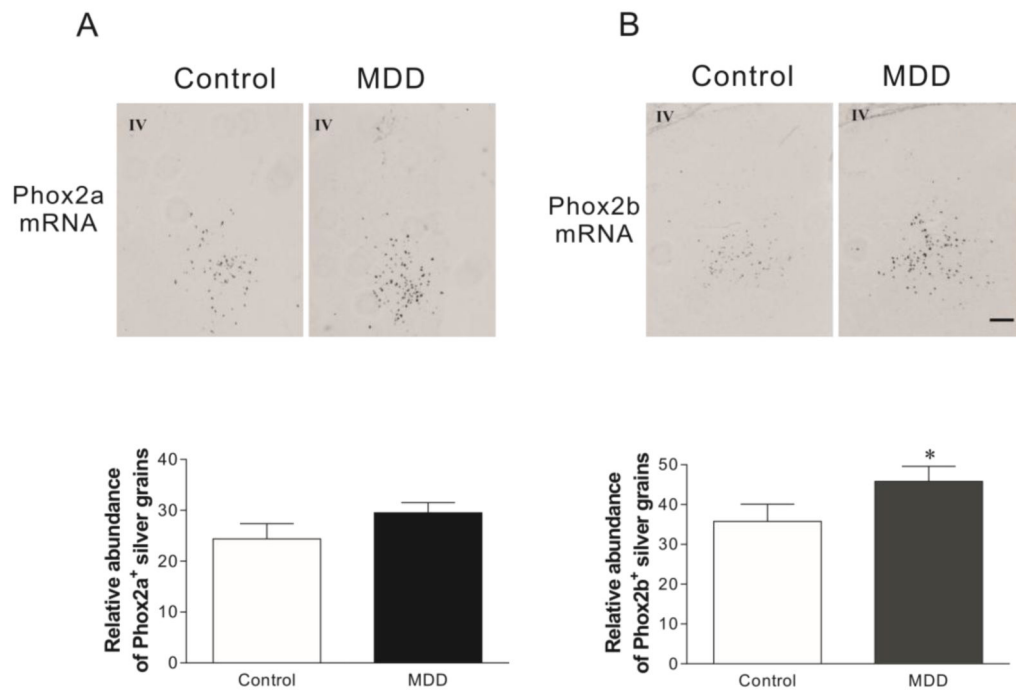 A
B
Control
MDD
Control
MDD
IV
IV
IV
IV
Phox2a
mRNA
Phox2b
mRNA
Relative abundance
of Phox2a⁺ silver grains
40
30
20
10
0
Control
MDD
Relative abundance
of Phox2b⁺ silver grains
50
40
30
20
10
0
*
Control
MDD